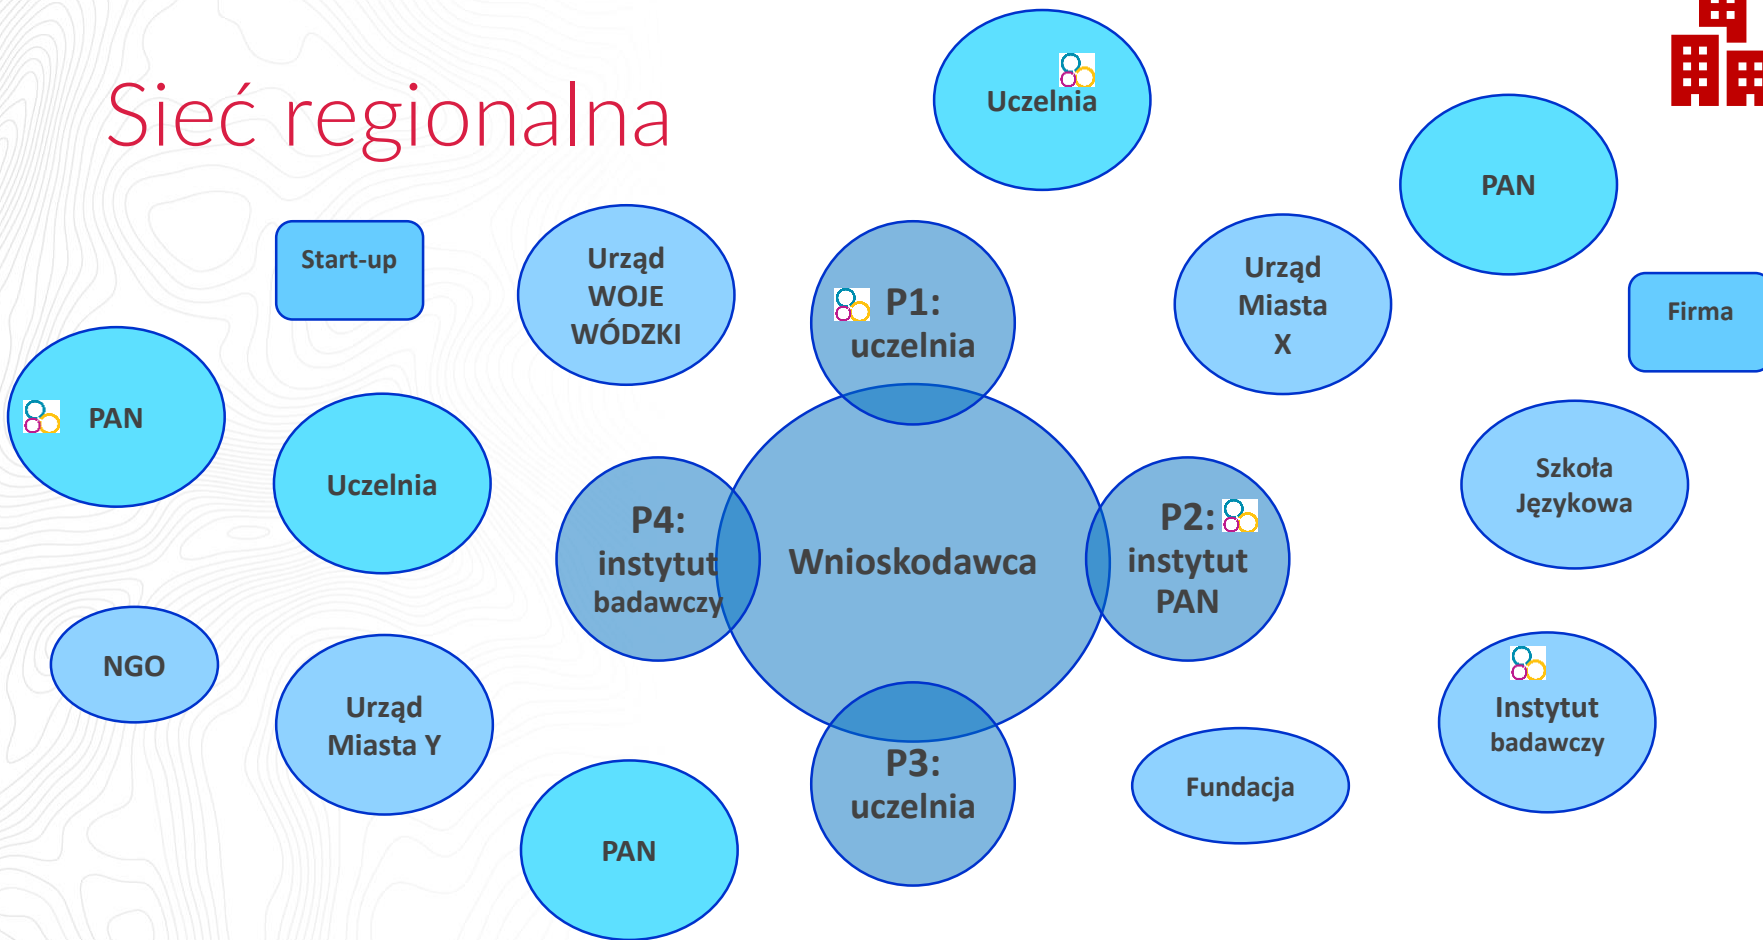 Sieć regionalna
Uczelnia
PAN
Start-up
Urząd
WOJE
WÓDZKI
P1:
uczelnia
Urząd
Miasta
X
Firma
PAN
Uczelnia
P4:
instytut
badawczy
Wnioskodawca
P2:
instytut
PAN
Szkoła
Językowa
NGO
Urząd
Miasta Y
P3:
uczelnia
Fundacja
Instytut
badawczy
PAN